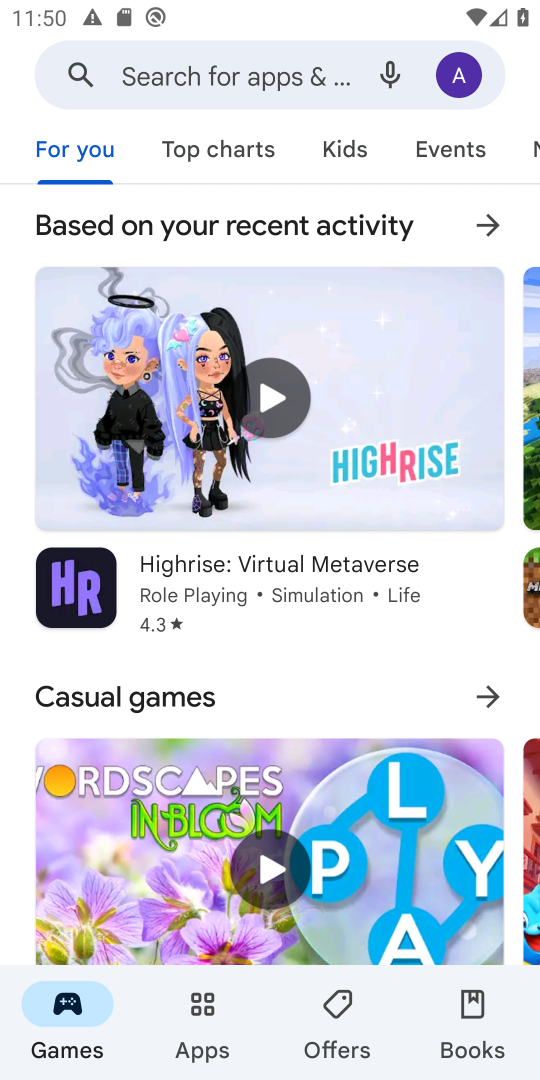 11:50
Search for apps & ...
A
For you
Top charts
Kids
Events
Based on your recent activity
HIGHRISE
HR
Highrise: Virtual Metaverse
Role Playing • Simulation • Life
4.3★
Casual games
WORDSCAPES
IN BLOOM
L
P
Y
A
Games
Apps
Offers
Books